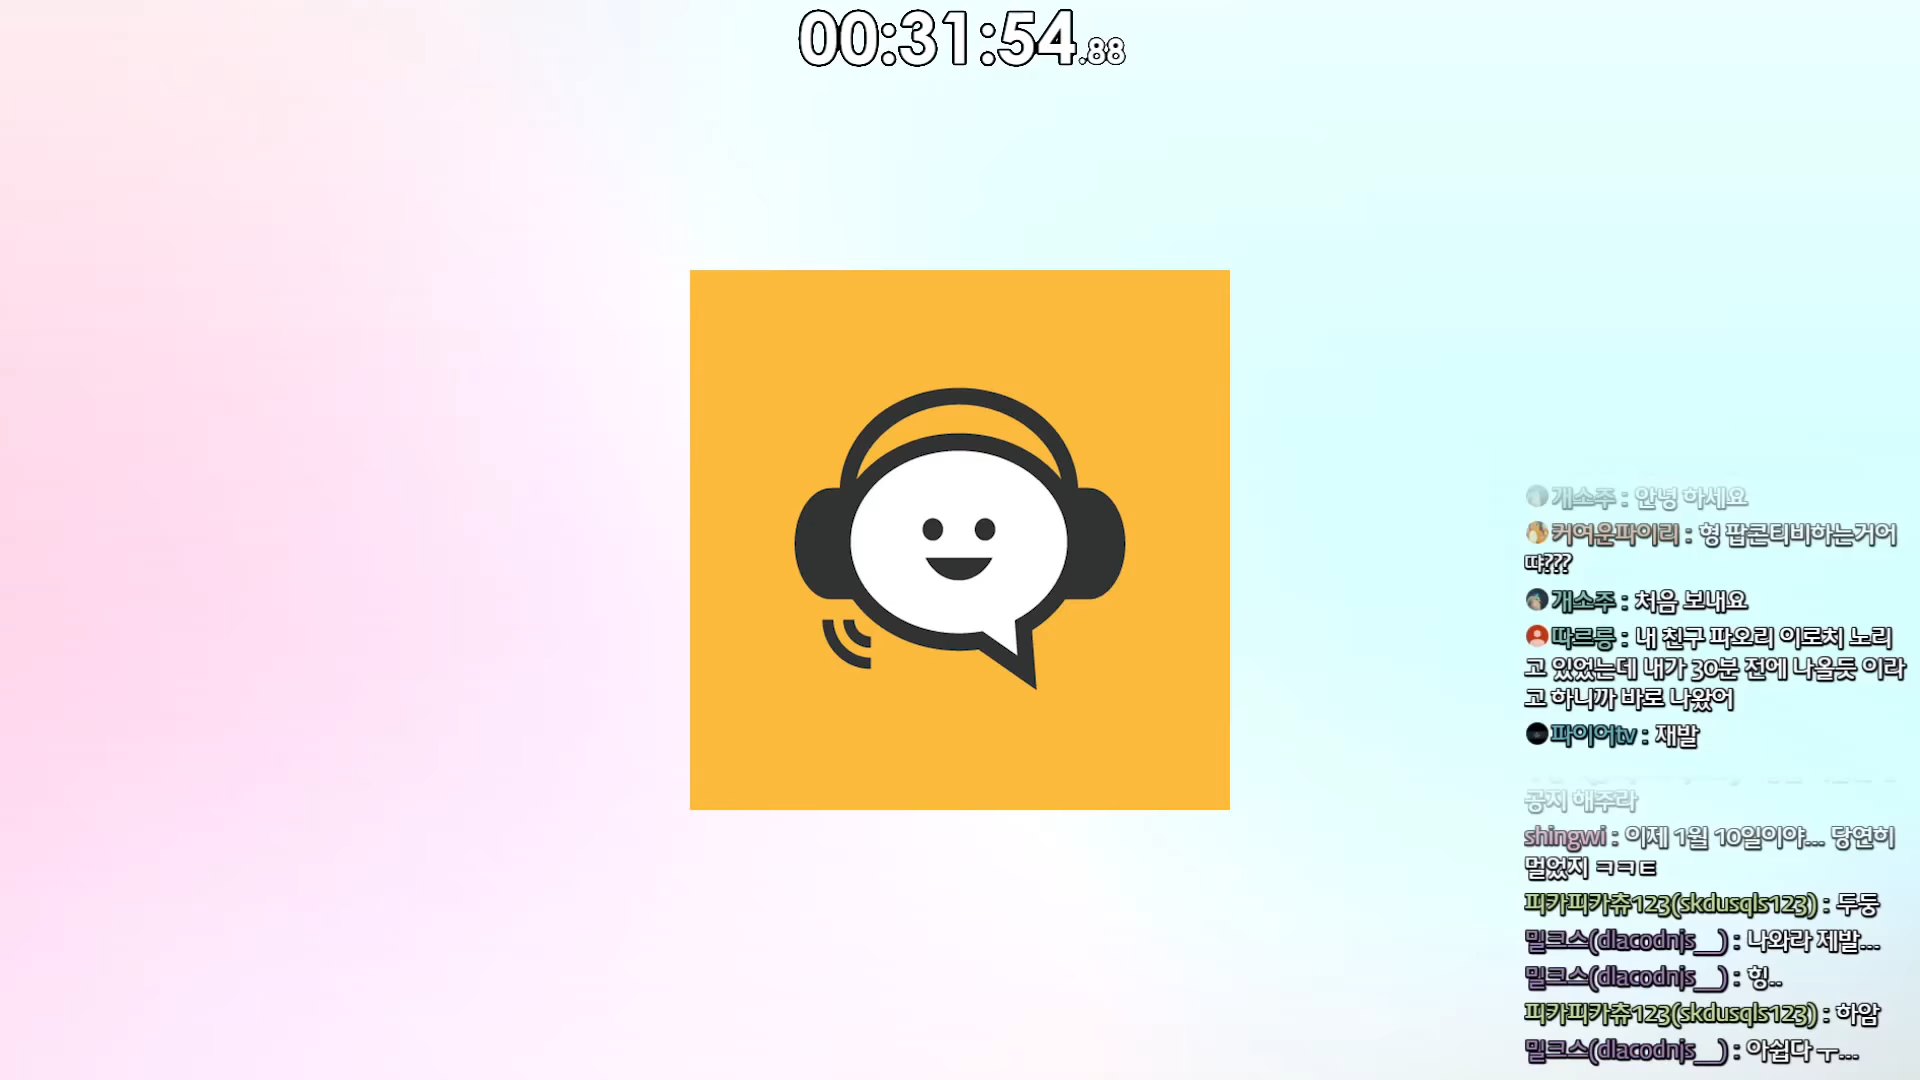 00:31:54.88
개소주 : 안녕 하세요
커여운파이리 : 형 팝콘티비하는거어
땨???
개소주 : 처음 보내요
따르릉 : 내 친구 파오리 이로치 노리
고 있었는데 내가 30분 전에 나올듯 이라
고 하니까 바로 나왔어
파이어tv : 재발
공지 해주라
shingwi : 이제 1월 10일이야... 당연히
멀었지 ㅋㅋㅌ
피카피카츄123(skdusqls123) : 두둥
밀크스(dlacodnjs__) : 나와라 제발...
밀크스(dlacodnjs__) : 힝..
피카피카츄123(skdusqls123) : 하암
밀크스(dlacodnjs__) : 아쉽다 ㅜ...